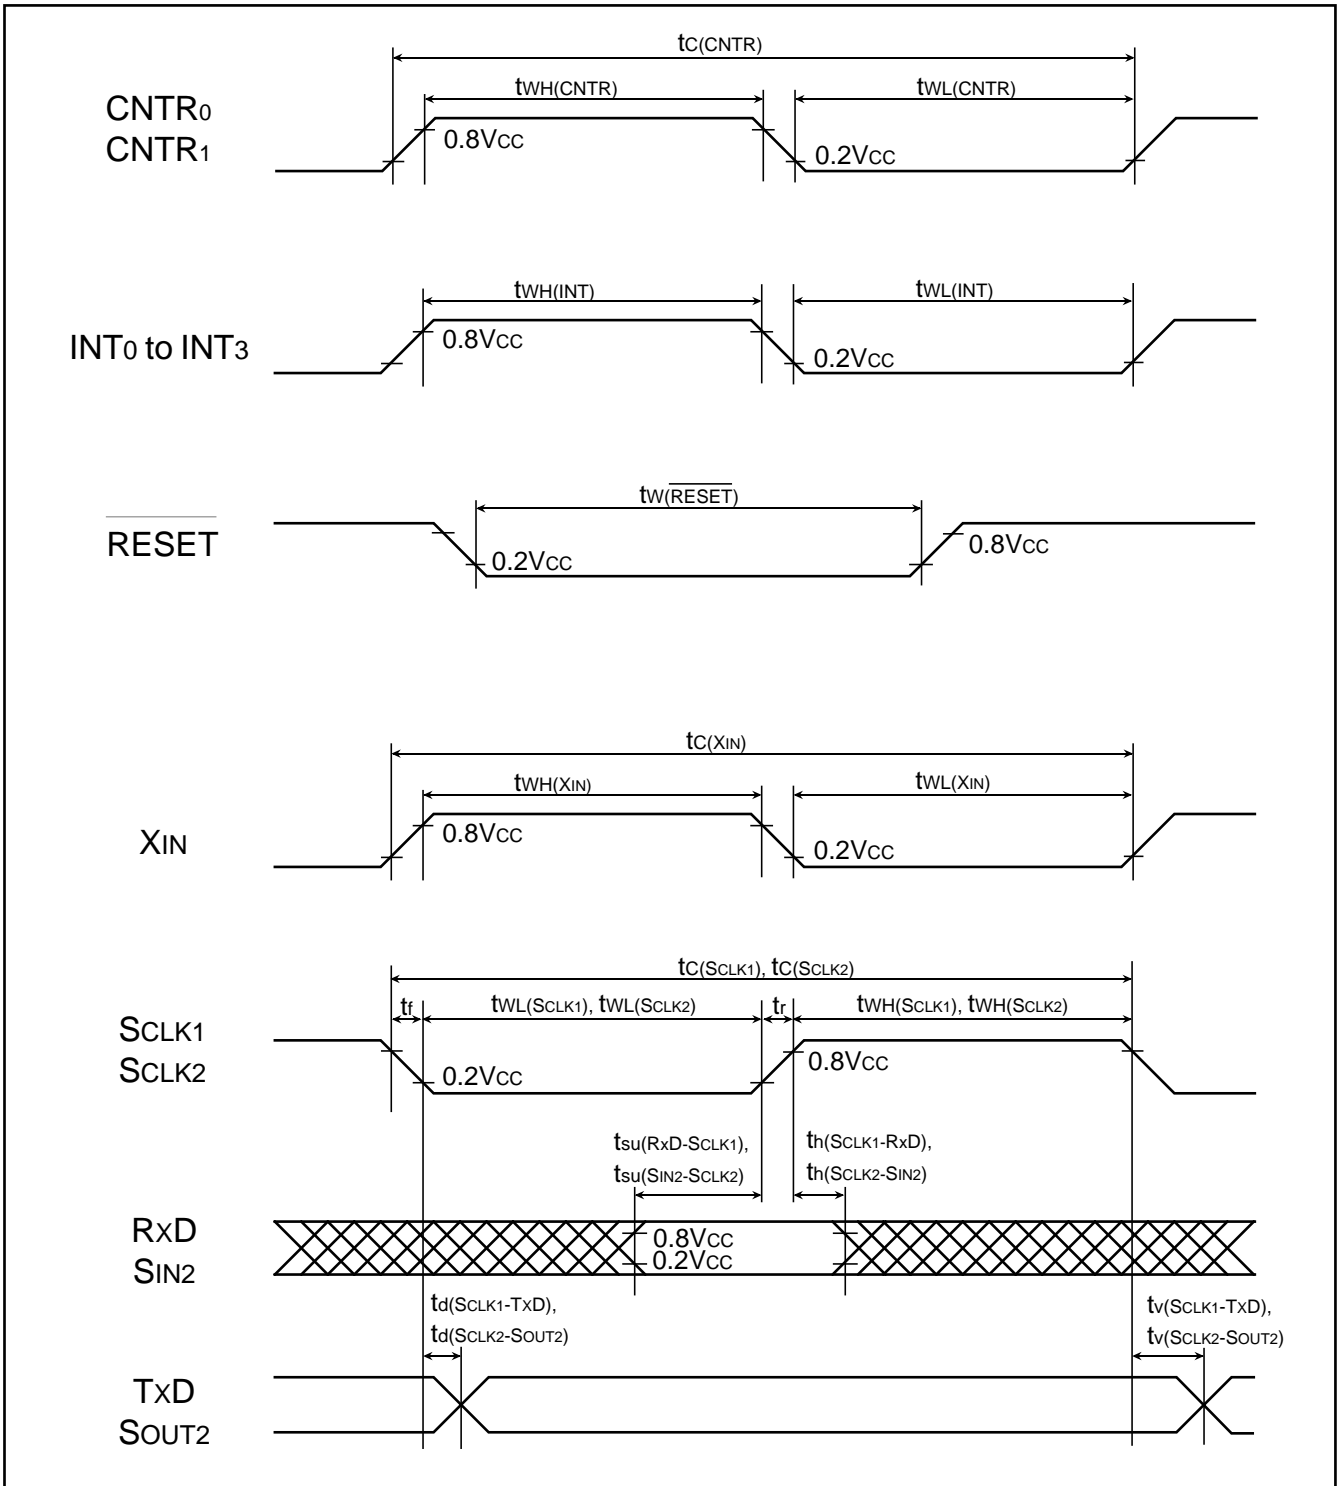 tC(CNTR)
tWH(CNTR) tWL(CNTR)
CNTR0
CNTR1
0.8VCC
0.2VCC
tWH(INT) tWL(INT)
INT0 to INT3
0.8VCC
0.2VCC
tW(RESET)
RESET
0.2VCC
0.8VCC
tC(XIN)
tWH(XIN) tWL(XIN)
XIN
0.8VCC
0.2VCC
tC(SCLK1), tC(SCLK2)
tf tWL(SCLK1), tWL(SCLK2) tr tWH(SCLK1), tWH(SCLK2)
SCLK1
SCLK2
0.2VCC
0.8VCC
tsu(RxD-SCLK1),
tsu(SIN2-SCLK2)
th(SCLK1-RxD),
th(SCLK2-SIN2)
RXD
SIN2
0.8VCC
0.2VCC
td(SCLK1-TXD),
td(SCLK2-SOUT2)
tv(SCLK1-TXD),
tv(SCLK2-SOUT2)
TXD
SOUT2